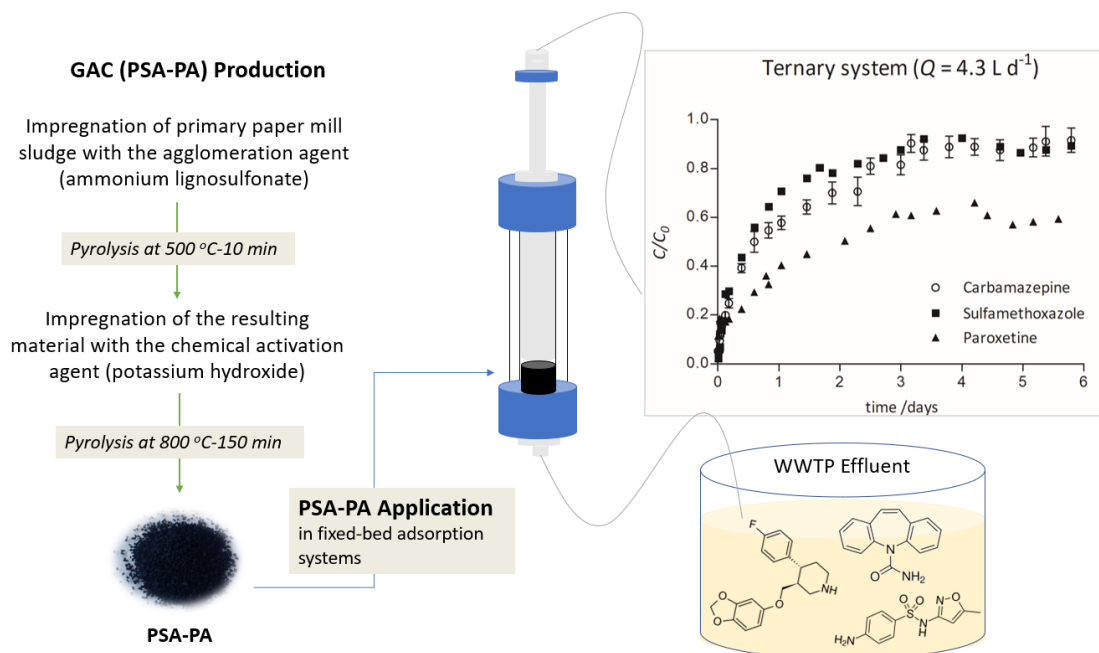 GAC (PSA-PA) Production
Impregnation of primary paper mill
sludge with the agglomeration agent
(ammonium lignosulfonate)
Pyrolysis at 500 °C-10 min
Impregnation of the resulting
material with the chemical activation
agent (potassium hydroxide)
Pyrolysis at 800 °C-150 min
PSA-PA
PSA-PA Application
in fixed-bed adsorption
systems
Ternary system (Q = 4.3 L d⁻¹)
1.0
0.8
0.6
0.4
0.2
0.0
C/C₀
Carbamazepine
Sulfamethoxazole
Paroxetine
0
1
2
3
4
5
6
time /days
WWTP Effluent
F
NH
O
O
O
N
O
NH₂
O
O
S
N
H
N
O
H₂N